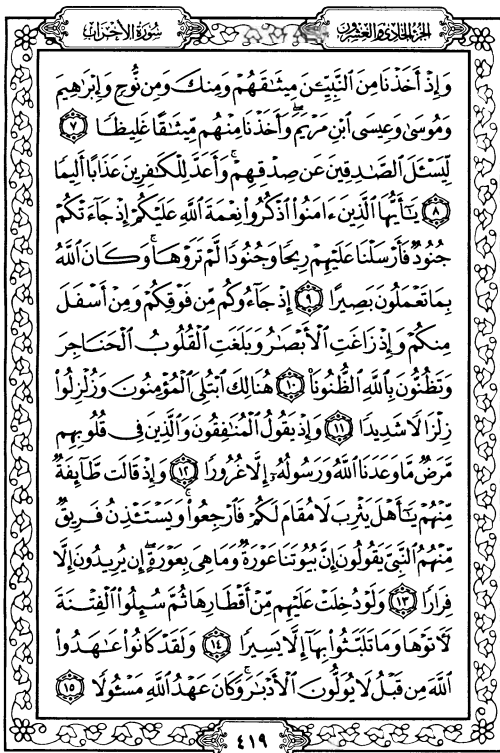 الجزء الحادي والعشرون
سورة الأحزاب
وَإِذْ أَخَذْنَا مِنَ ٱلنَّبِيِّـۧنَ مِيثَٰقَهُمْ وَمِنكَ وَمِن نُّوحٍ وَإِبْرَٰهِيمَ
وَمُوسَىٰ وَعِيسَى ٱبْنِ مَرْيَمَ ۖ وَأَخَذْنَا مِنْهُم مِّيثَٰقًا غَلِيظًا ٧
لِّيَسْـَٔلَ ٱلصَّٰدِقِينَ عَن صِدْقِهِمْ ۚ وَأَعَدَّ لِلْكَٰفِرِينَ عَذَابًا أَلِيمًا
٨ يَٰٓأَيُّهَا ٱلَّذِينَ ءَامَنُوا۟ ٱذْكُرُوا۟ نِعْمَةَ ٱللَّهِ عَلَيْكُمْ إِذْ جَآءَتْكُمْ
جُنُودٌ فَأَرْسَلْنَا عَلَيْهِمْ رِيحًا وَجُنُودًا لَّمْ تَرَوْهَا ۚ وَكَانَ ٱللَّهُ
بِمَا تَعْمَلُونَ بَصِيرًا ٩ إِذْ جَآءُوكُم مِّن فَوْقِكُمْ وَمِنْ أَسْفَلَ
مِنكُمْ وَإِذْ زَاغَتِ ٱلْأَبْصَٰرُ وَبَلَغَتِ ٱلْقُلُوبُ ٱلْحَنَاجِرَ
وَتَظُنُّونَ بِٱللَّهِ ٱلظُّنُونَا۠ ١٠ هُنَالِكَ ٱبْتُلِىَ ٱلْمُؤْمِنُونَ وَزُلْزِلُوا۟
زِلْزَالًا شَدِيدًا ١١ وَإِذْ يَقُولُ ٱلْمُنَٰفِقُونَ وَٱلَّذِينَ فِى قُلُوبِهِم
مَّرَضٌ مَّا وَعَدَنَا ٱللَّهُ وَرَسُولُهُۥٓ إِلَّا غُرُورًا ١٢ وَإِذْ قَالَت طَّآئِفَةٌ
مِّنْهُمْ يَٰٓأَهْلَ يَثْرِبَ لَا مُقَامَ لَكُمْ فَٱرْجِعُوا۟ ۚ وَيَسْتَـْٔذِنُ فَرِيقٌ
مِّنْهُمُ ٱلنَّبِىَّ يَقُولُونَ إِنَّ بُيُوتَنَا عَوْرَةٌ وَمَا هِىَ بِعَوْرَةٍ ۖ إِن يُرِيدُونَ إِلَّا
فِرَارًا ١٣ وَلَوْ دُخِلَتْ عَلَيْهِم مِّنْ أَقْطَارِهَا ثُمَّ سُئِلُوا۟ ٱلْفِتْنَةَ
لَءَاتَوْهَا وَمَا تَلَبَّثُوا۟ بِهَآ إِلَّا يَسِيرًا ١٤ وَلَقَدْ كَانُوا۟ عَٰهَدُوا۟
ٱللَّهَ مِن قَبْلُ لَا يُوَلُّونَ ٱلْأَدْبَٰرَ ۚ وَكَانَ عَهْدُ ٱللَّهِ مَسْـُٔولًا ١٥
٤١٩